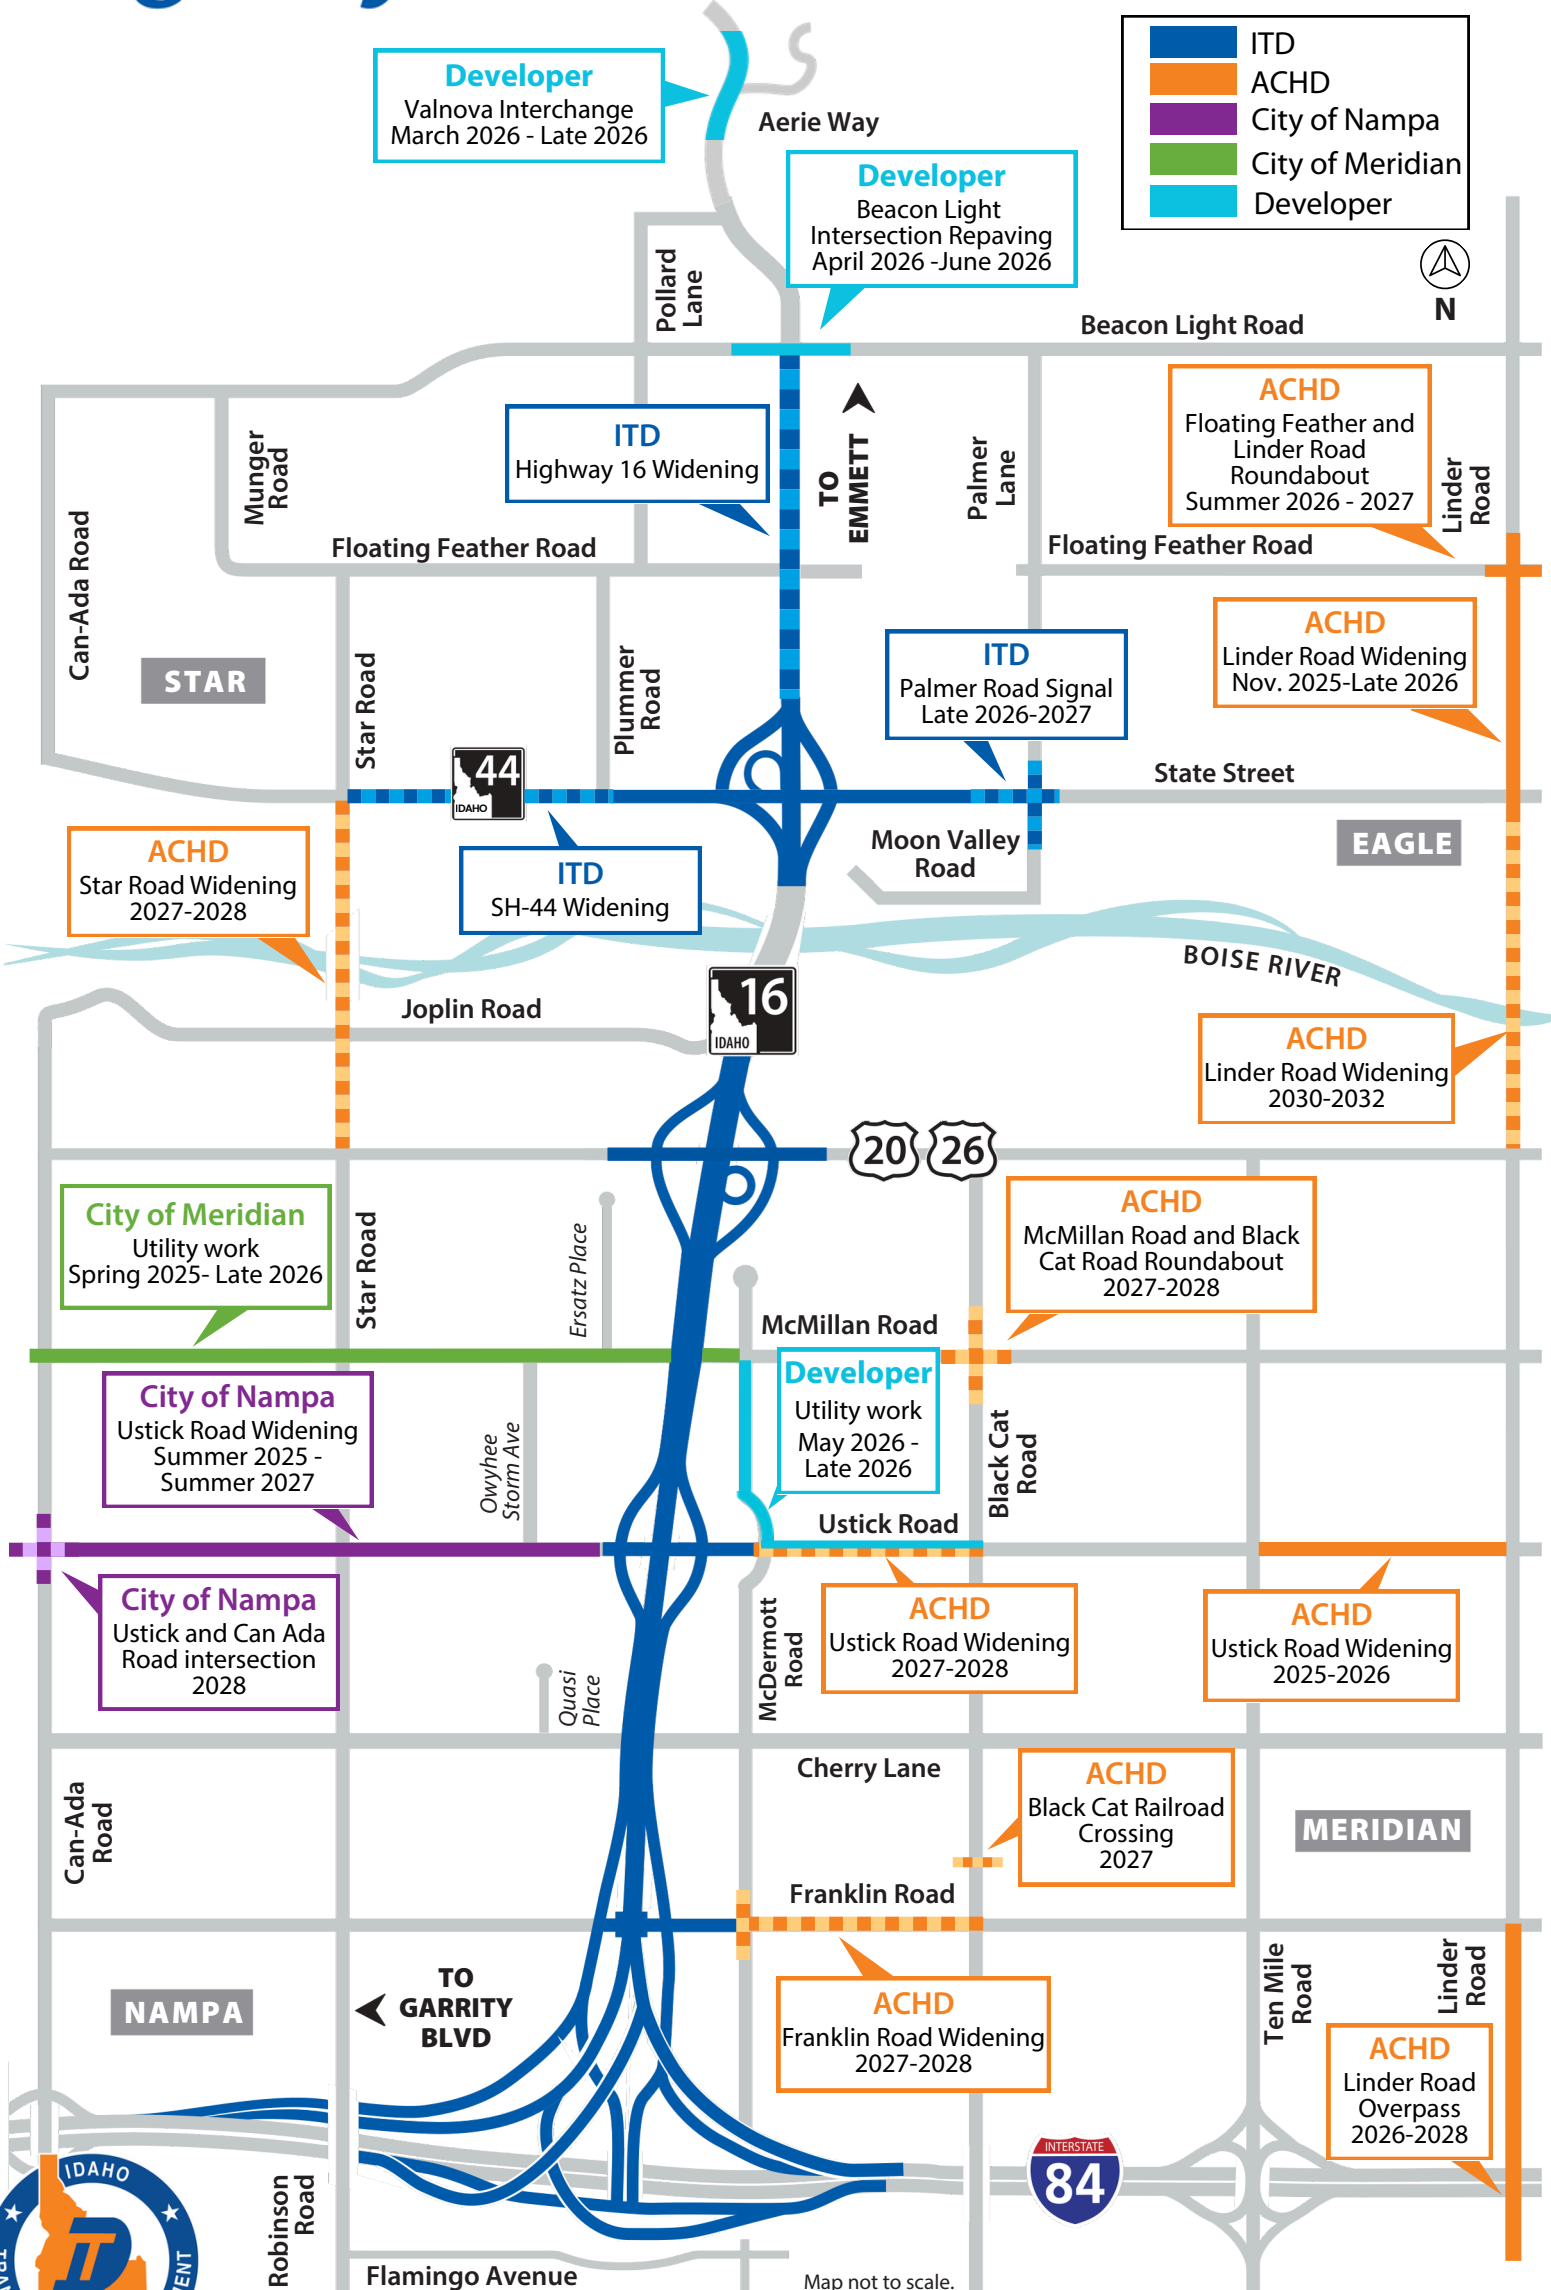 ITD
ACHD
City of Nampa
City of Meridian
Developer
N
Developer
Valnova Interchange
March 2026 - Late 2026
Aerie Way
Developer
Beacon Light
Intersection Repaving
April 2026 -June 2026
Pollard
Lane
Beacon Light Road
ACHD
Floating Feather and
Linder Road
Roundabout
Summer 2026 - 2027
ITD
Highway 16 Widening
TO
EMMETT
Munger
Road
Palmer
Lane
Linder
Road
Can-Ada Road
Floating Feather Road
Floating Feather Road
ACHD
Linder Road Widening
Nov. 2025-Late 2026
STAR
Star Road
Plummer
Road
ITD
Palmer Road Signal
Late 2026-2027
44
IDAHO
State Street
EAGLE
Moon Valley
Road
ACHD
Star Road Widening
2027-2028
ITD
SH-44 Widening
BOISE RIVER
16
IDAHO
Joplin Road
ACHD
Linder Road Widening
2030-2032
20
26
City of Meridian
Utility work
Spring 2025- Late 2026
Star Road
Ersatz Place
ACHD
McMillan Road and Black
Cat Road Roundabout
2027-2028
McMillan Road
Developer
Utility work
May 2026 -
Late 2026
City of Nampa
Ustick Road Widening
Summer 2025 -
Summer 2027
Owyhee
Storm Ave
Black Cat
Road
Ustick Road
City of Nampa
Ustick and Can Ada
Road intersection
2028
ACHD
Ustick Road Widening
2027-2028
ACHD
Ustick Road Widening
2025-2026
McDermott
Road
Quasi
Place
Cherry Lane
Can-Ada
Road
ACHD
Black Cat Railroad
Crossing
2027
MERIDIAN
Franklin Road
NAMPA
TO
GARRITY
BLVD
ACHD
Franklin Road Widening
2027-2028
Ten Mile
Road
Linder
Road
ACHD
Linder Road
Overpass
2026-2028
INTERSTATE
84
IDAHO
IT
Robinson
Road
Flamingo Avenue
Map not to scale.